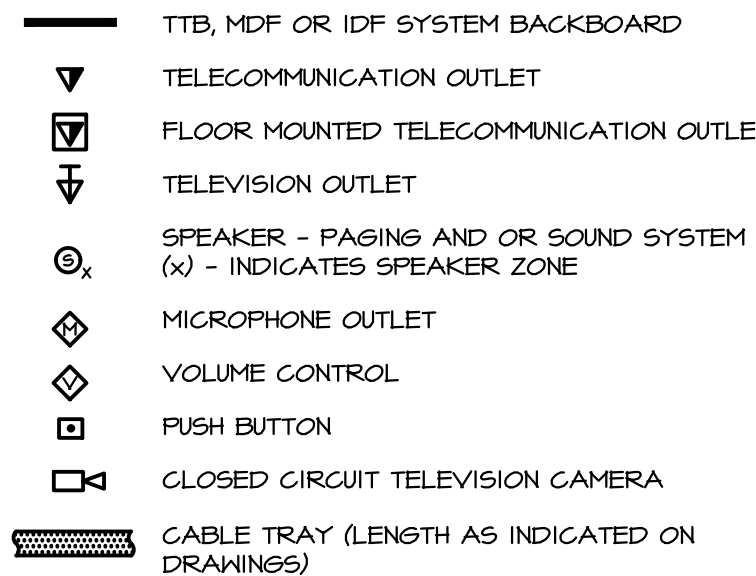 TTB, MDF OR IDF SYSTEM BACKBOARD
TELECOMMUNICATION OUTLET
FLOOR MOUNTED TELECOMMUNICATION OUTLE
TELEVISION OUTLET
SPEAKER - PAGING AND OR SOUND SYSTEM
S X (X) - INDICATES SPEAKER ZONE
M MICROPHONE OUTLET
V VOLUME CONTROL
PUSH BUTTON
CLOSED CIRCUIT TELEVISION CAMERA
CABLE TRAY (LENGTH AS INDICATED ON
DRAWINGS)